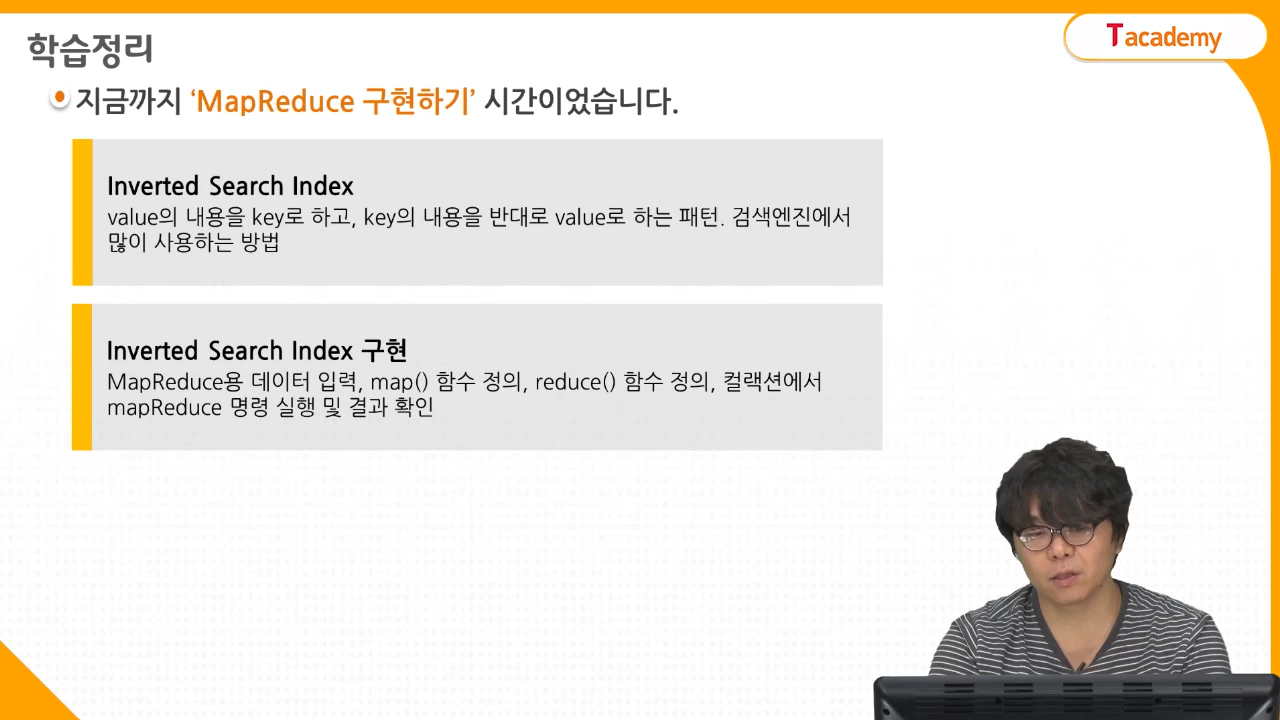 학습정리
Tacademy
지금까지 ‘MapReduce 구현하기’ 시간이었습니다.
Inverted Search Index
value의 내용을 key로 하고, key의 내용을 반대로 value로 하는 패턴. 검색엔진에서
많이 사용하는 방법
Inverted Search Index 구현
MapReduce용 데이터 입력, map() 함수 정의, reduce() 함수 정의, 컬랙션에서
mapReduce 명령 실행 및 결과 확인